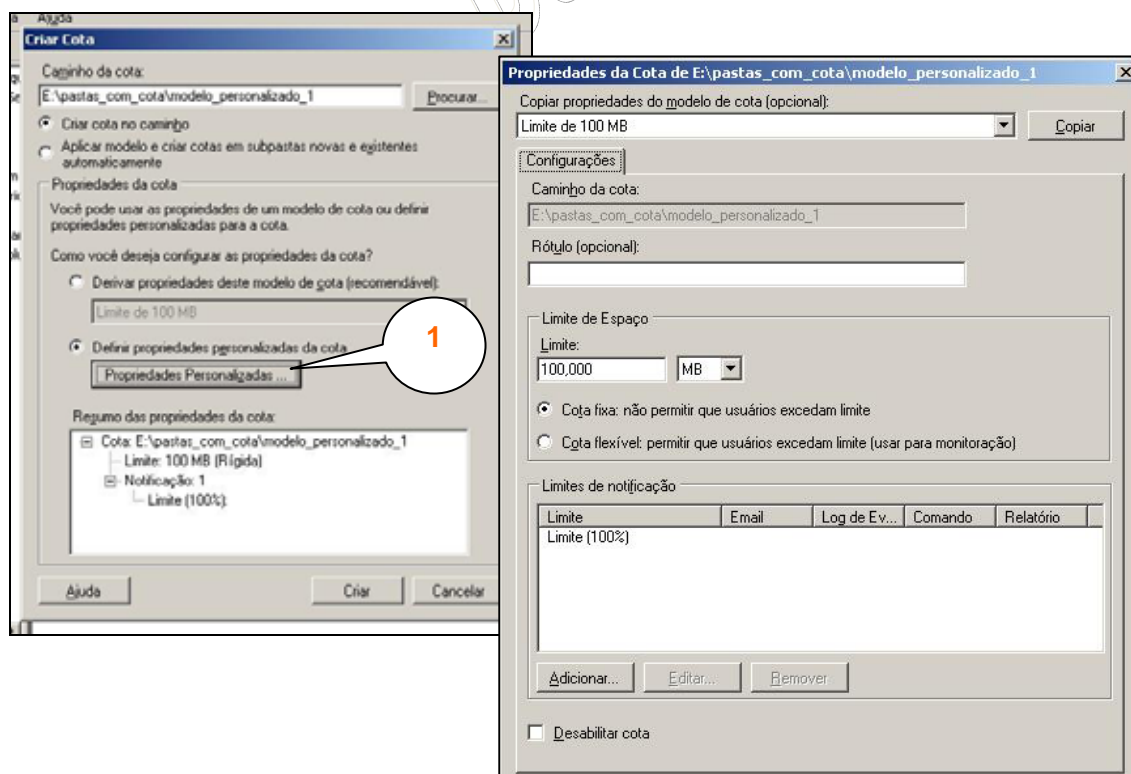 Ajuda
Criar Cota
Caminho da cota:
E:\pastas_com_cota\modelo_personalizado_1
Procurar...
Criar cota no caminho
Aplicar modelo e criar cotas em subpastas novas e existentes
automaticamente
Propriedades da cota
Você pode usar as propriedades de um modelo de cota ou definir
propriedades personalizadas para a cota.
Como você deseja configurar as propriedades da cota?
Derivar propriedades deste modelo de cota (recomendável):
Limite de 100 MB
Definir propriedades personalizadas da cota
Propriedades Personalizadas ...
1
Resumo das propriedades da cota:
Cota: E:\pastas_com_cota\modelo_personalizado_1
Limite: 100 MB (Rígida)
Notificação: 1
Limite (100%):
Ajuda
Criar
Cancelar
Propriedades da Cota de E:\pastas_com_cota\modelo_personalizado_1
Copiar propriedades do modelo de cota (opcional):
Limite de 100 MB
Copiar
Configurações
Caminho da cota:
E:\pastas_com_cota\modelo_personalizado_1
Rótulo (opcional):
Limite de Espaço
Limite:
100,000
MB
Cota fixa: não permitir que usuários excedam limite
Cota flexível: permitir que usuários excedam limite (usar para monitoração)
Limites de notificação
Limite Email Log de Ev... Comando Relatório
Limite (100%)
Adicionar...
Editar...
Remover
Desabilitar cota